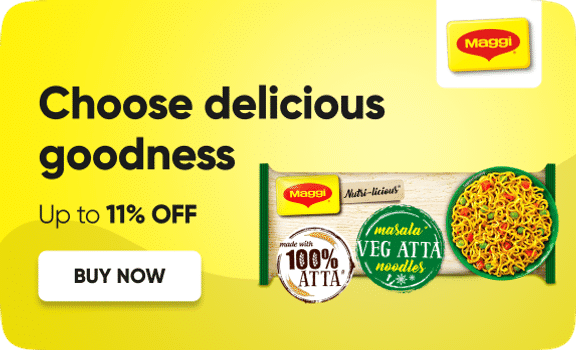 Maggi
Choose delicious
goodness
Up to 11% OFF
BUY NOW
Maggi
Nutri-licious®
made with
100%
ATTA
masala
VEG ATTA
noodles